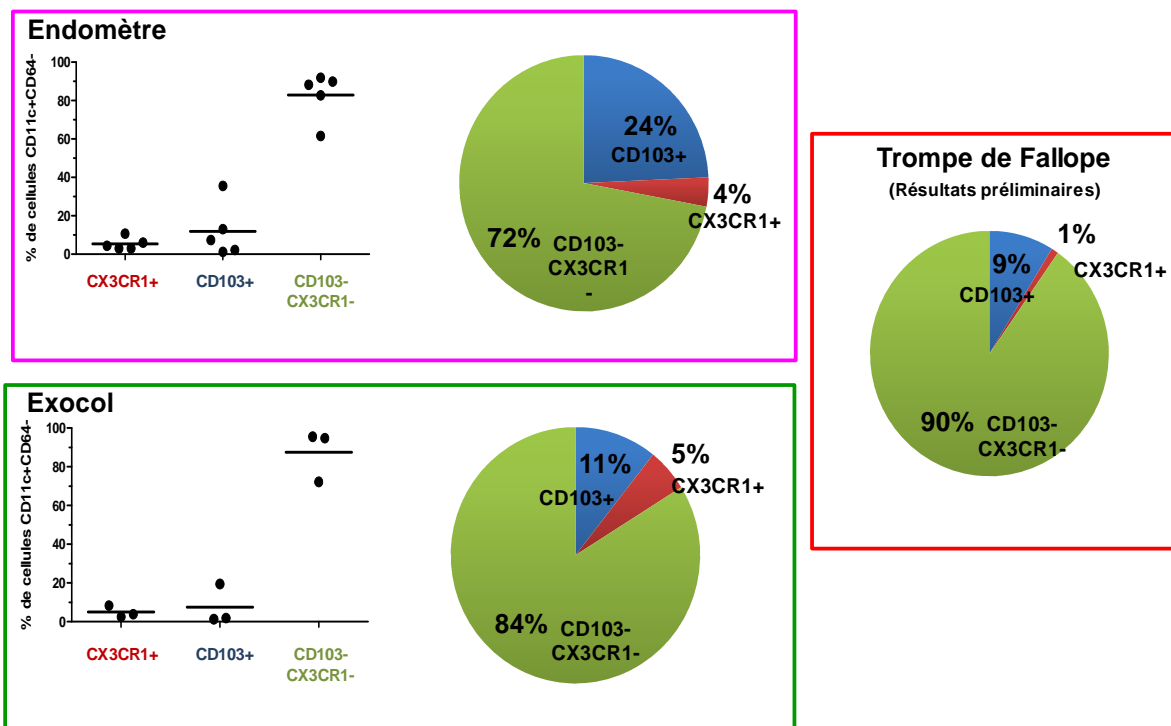 Endomètre
% de cellules CD11c+CD64-
100
80
60
40
20
0
CX3CR1+
CD103+
CD103-
CX3CR1-
24%
CD103+
4%
CX3CR1+
72% CD103-
CX3CR1
-
Exocol
% de cellules CD11c+CD64-
100
80
60
40
20
0
CX3CR1+
CD103+
CD103-
CX3CR1-
11%
CD103+
5%
CX3CR1+
84% CD103-
CX3CR1-
Trompe de Fallope
(Résultats préliminaires)
1%
CX3CR1+
9%
CD103+
90% CD103-
CX3CR1-